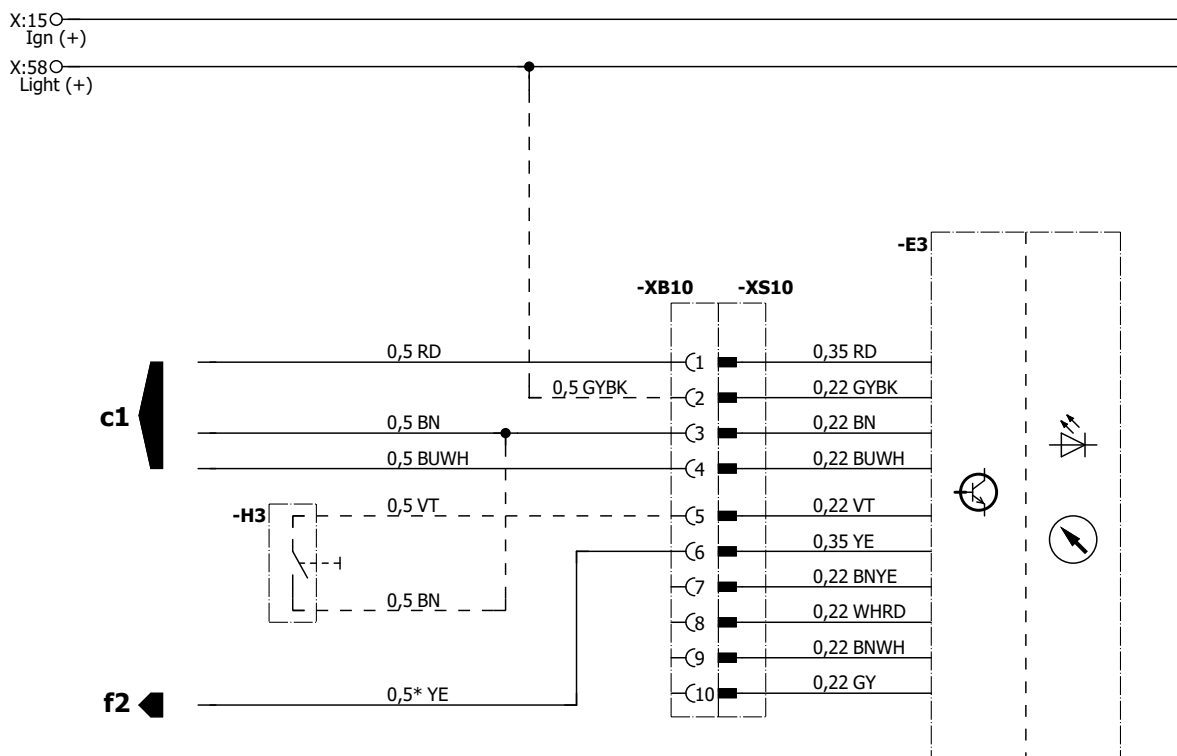 X:15
Ign (+)
X:58
Light (+)
-E3
-XB10
-XS10
0,5 RD
1
0,35 RD
0,5 GYBK
2
0,22 GYBK
c1
0,5 BN
3
0,22 BN
0,5 BUWH
4
0,22 BUWH
-H3
0,5 VT
5
0,22 VT
6
0,35 YE
7
0,22 BNYE
0,5 BN
8
0,22 WHRD
9
0,22 BNWH
f2
0,5* YE
10
0,22 GY